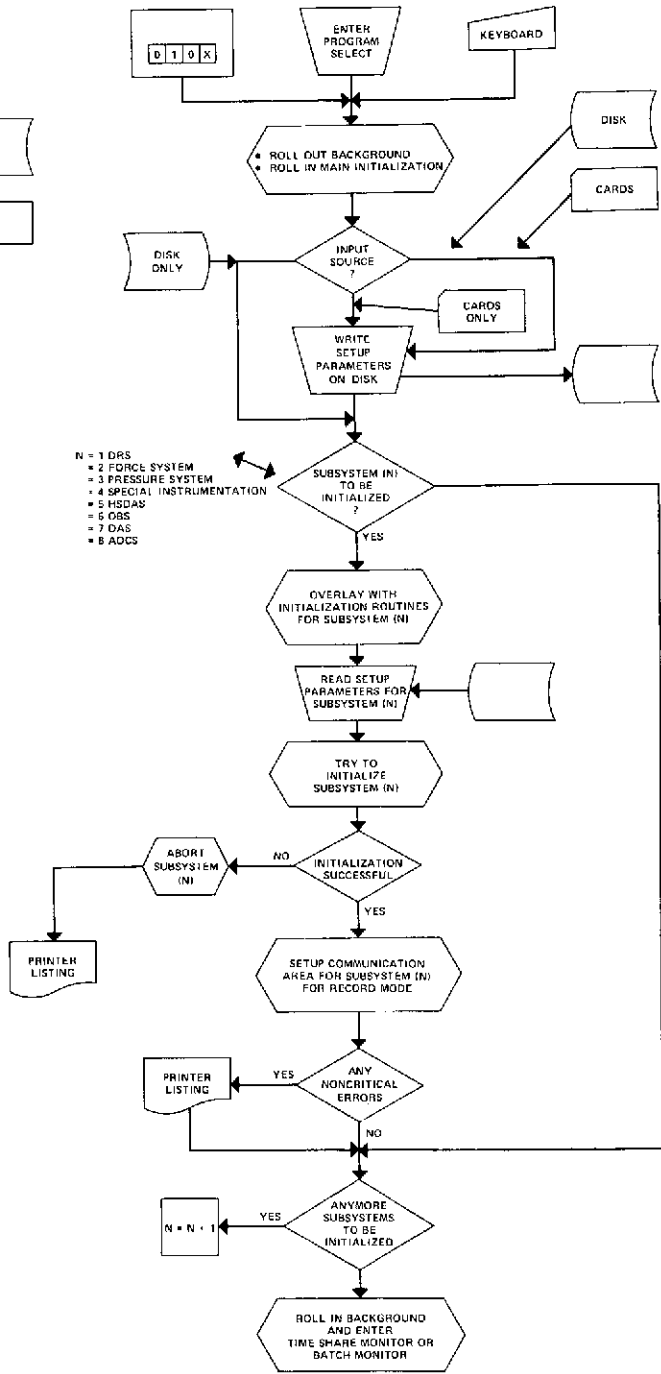 D 1 0 X
ENTER
PROGRAM
SELECT
KEYBOARD
• ROLL OUT BACKGROUND
• ROLL IN MAIN INITIALIZATION
DISK
CARDS
DISK
ONLY
INPUT
SOURCE
?
CARDS
ONLY
WRITE
SETUP
PARAMETERS
ON DISK
N = 1 DRS
= 2 FORCE SYSTEM
= 3 PRESSURE SYSTEM
= 4 SPECIAL INSTRUMENTATION
= 5 HSDAS
= 6 OBS
= 7 DAS
= 8 ADCS
SUBSYSTEM (N)
TO BE
INITIALIZED
?
YES
OVERLAY WITH
INITIALIZATION ROUTINES
FOR SUBSYSTEM (N)
READ SETUP
PARAMETERS FOR
SUBSYSTEM (N)
TRY TO
INITIALIZE
SUBSYSTEM (N)
ABORT
SUBSYSTEM
(N)
NO
INITIALIZATION
SUCCESSFUL
YES
PRINTER
LISTING
SETUP COMMUNICATION
AREA FOR SUBSYSTEM (N)
FOR RECORD MODE
PRINTER
LISTING
YES
ANY
NONCRITICAL
ERRORS
NO
N = N + 1
YES
ANYMORE
SUBSYSTEMS
TO BE
INITIALIZED
ROLL IN BACKGROUND
AND ENTER
TIME SHARE MONITOR OR
BATCH MONITOR